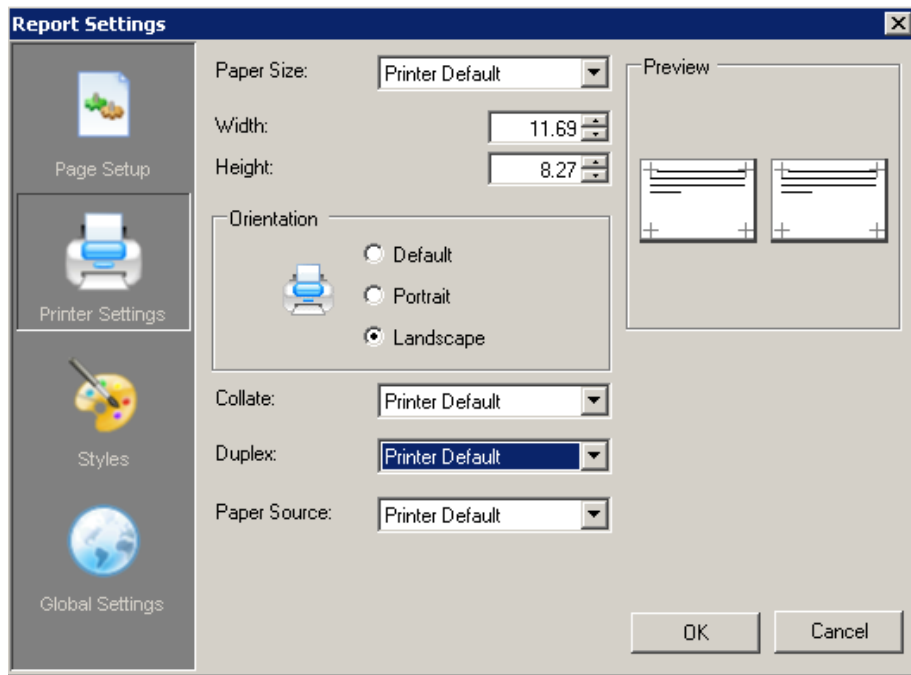 Report Settings
Page Setup
Printer Settings
Styles
Global Settings
Paper Size: Printer Default
Width: 11.69
Height: 8.27
Orientation
Default
Portrait
Landscape
Collate: Printer Default
Duplex: Printer Default
Paper Source: Printer Default
Preview
OK Cancel